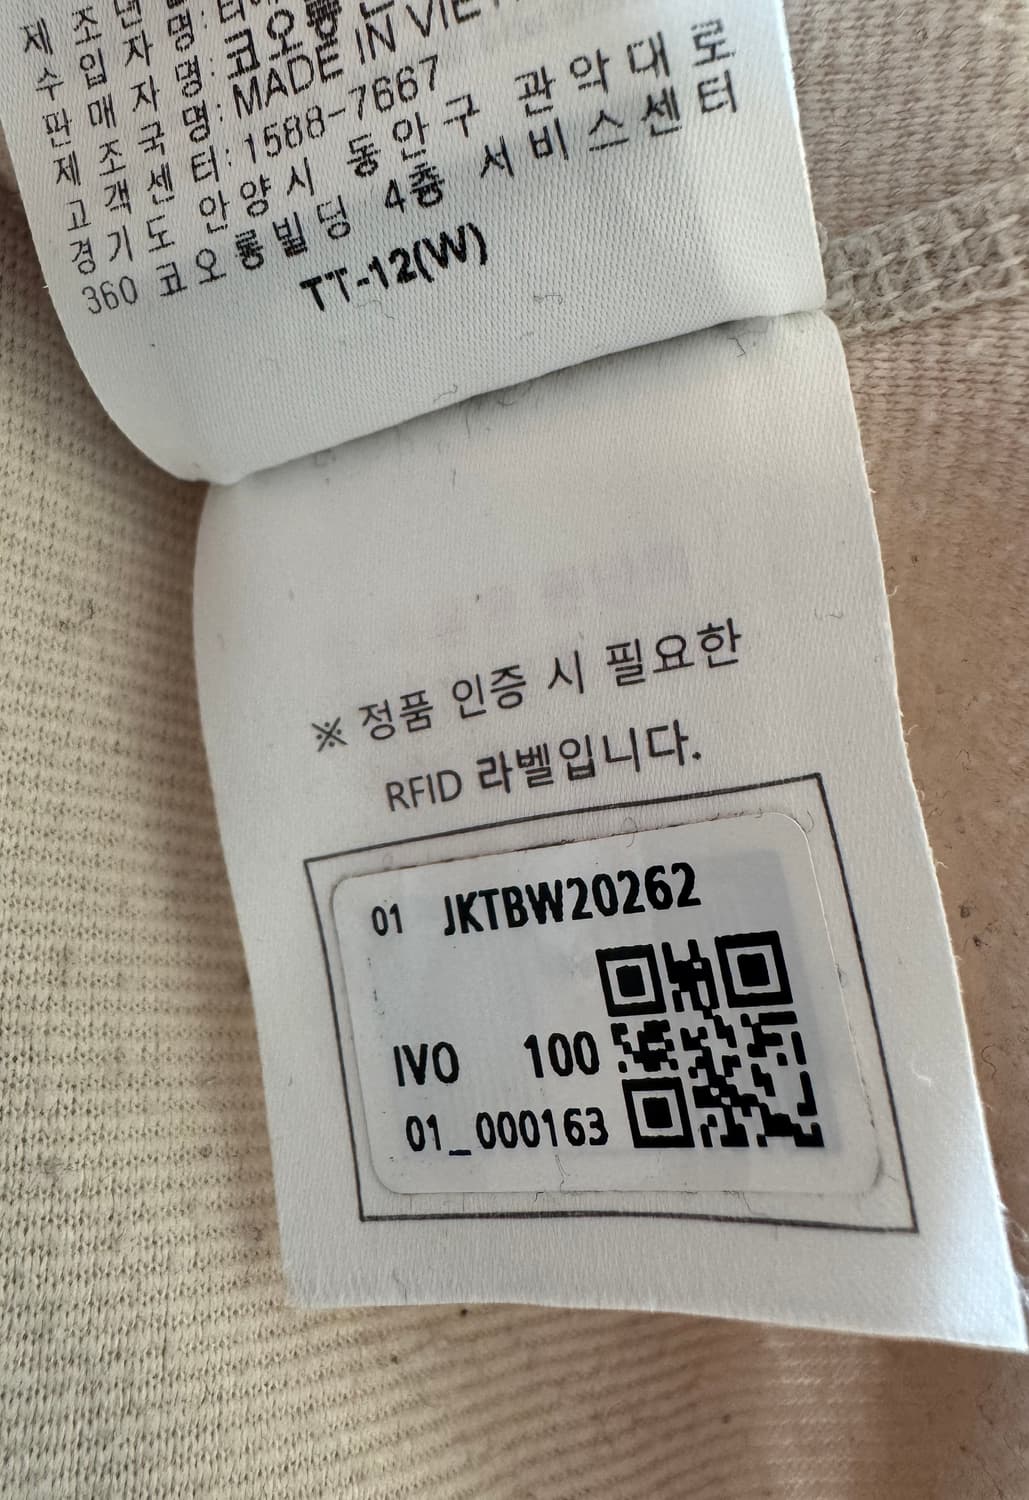 제 조
수 입 자 명:
판 매 자 명: 코오롱
제 조 국 명: MADE IN VIET
고 객 센 터: 1588-7667
경기도 안양시 동안구 관악대로
360 코오롱빌딩 4층 서비스센터
TT-12(W)
※ 정품 인증 시 필요한
RFID 라벨입니다.
01 JKTBW20262
IVO 100
01_000163